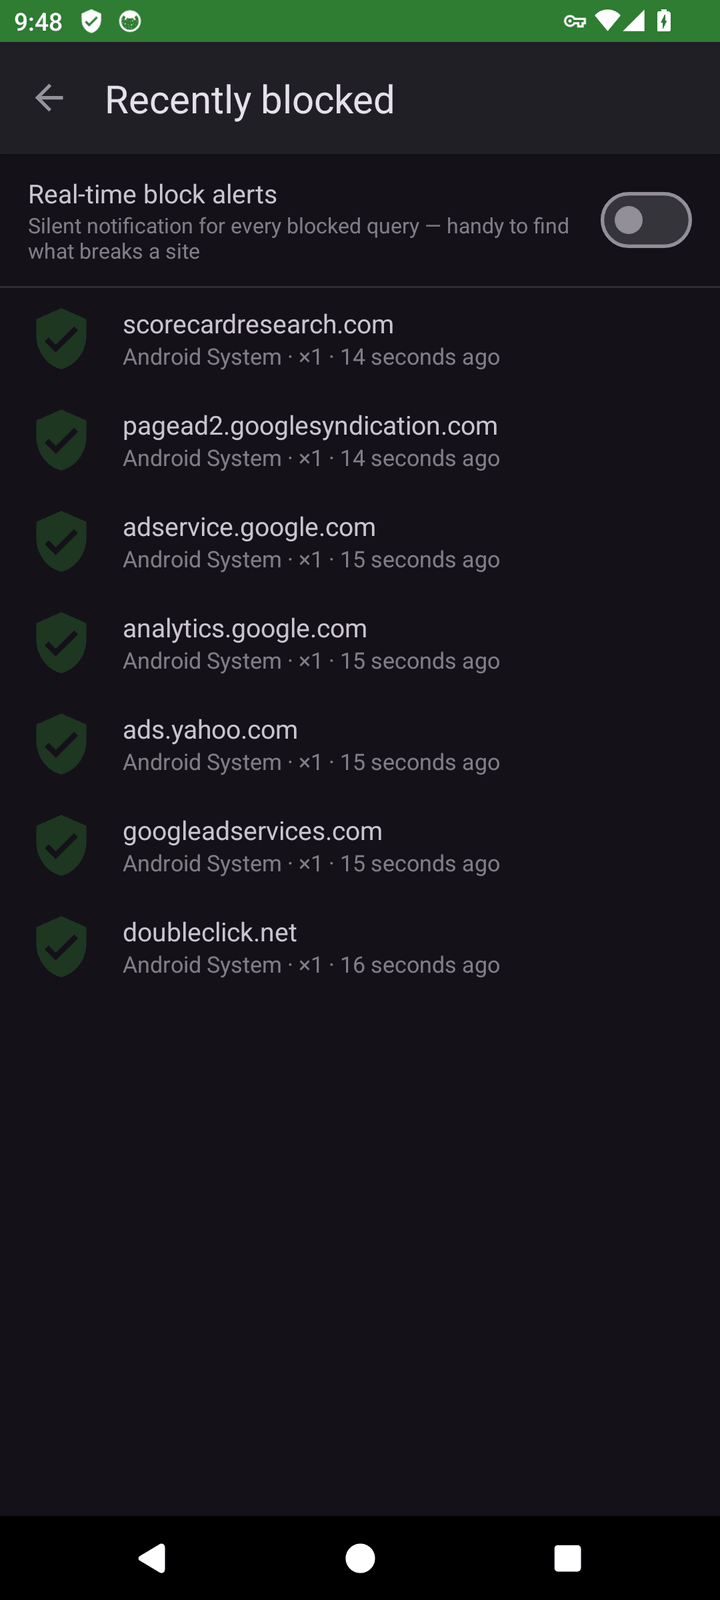 9:48
Recently blocked
Real-time block alerts
Silent notification for every blocked query — handy to find
what breaks a site
scorecardresearch.com
Android System · ×1 · 14 seconds ago
pagead2.googlesyndication.com
Android System · ×1 · 14 seconds ago
adservice.google.com
Android System · ×1 · 15 seconds ago
analytics.google.com
Android System · ×1 · 15 seconds ago
ads.yahoo.com
Android System · ×1 · 15 seconds ago
googleadservices.com
Android System · ×1 · 15 seconds ago
doubleclick.net
Android System · ×1 · 16 seconds ago